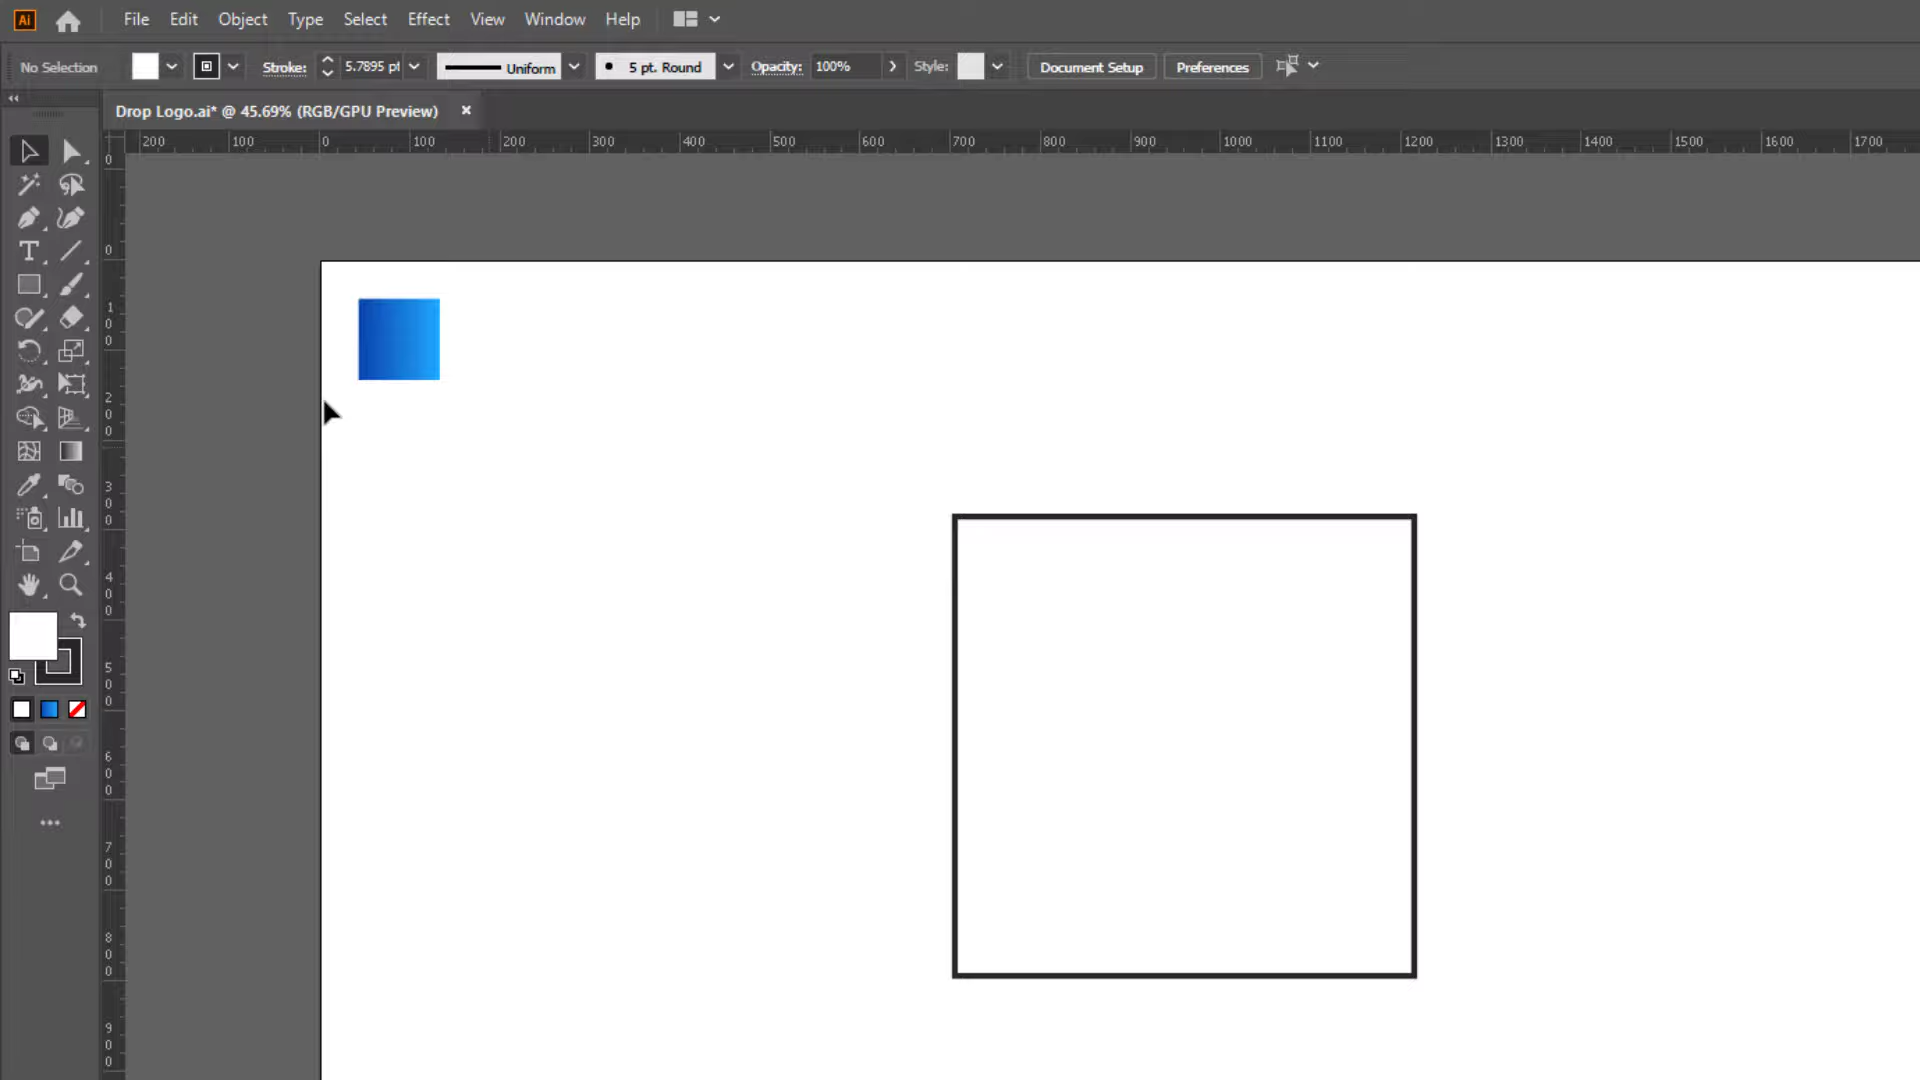 Ai File Edit Object Type Select Effect View Window Help
No Selection Stroke: 5.7895 pt Uniform 5 pt. Round Opacity: 100% Style: Document Setup Preferences
Drop Logo.ai* @ 45.69% (RGB/GPU Preview)
200 100 0 100 200 300 400 500 600 700 800 900 1000 1100 1200 1300 1400 1500 1600 1700
0
0
100
200
300
400
500
600
700
800
900